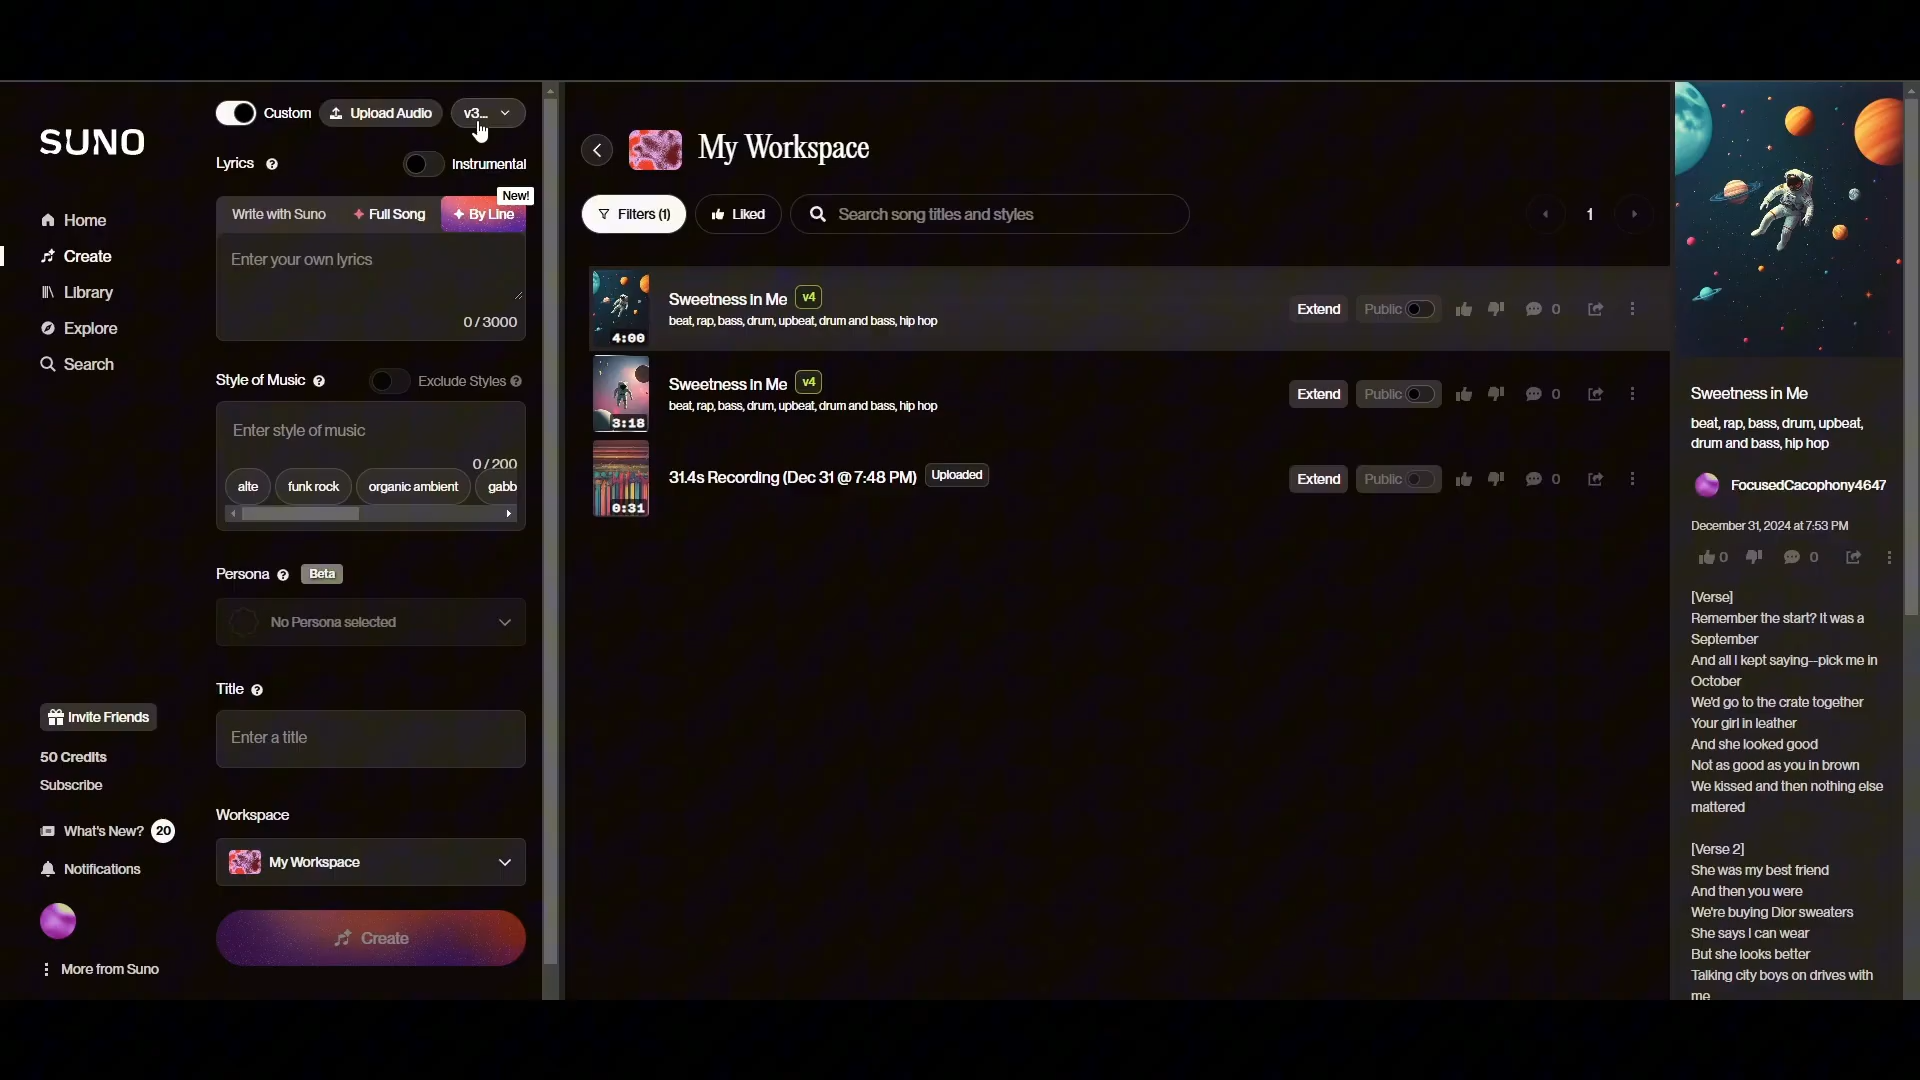 SUNO
Home
Create
Library
Explore
Search
Invite Friends
50 Credits
Subscribe
What's New? 20
Notifications
More from Suno
Custom Upload Audio v3...
Lyrics Instrumental
New!
Write with Suno Full Song By Line
Enter your own lyrics
0 / 3000
Style of Music Exclude Styles
Enter style of music
0 / 200
alte funk rock organic ambient gabb
Persona Beta
No Persona selected
Title
Enter a title
Workspace
My Workspace
Create
My Workspace
Filters (1) Liked Search song titles and styles 1
Sweetness in Me v4
beat, rap, bass, drum, upbeat, drum and bass, hip hop
4:00
Extend Public 0
Sweetness in Me v4
beat, rap, bass, drum, upbeat, drum and bass, hip hop
3:18
Extend Public 0
31.4s Recording (Dec 31 @ 7:48 PM) Uploaded
0:31
Extend Public 0
Sweetness in Me
beat, rap, bass, drum, upbeat,
drum and bass, hip hop
FocusedCacophony4647
December 31, 2024 at 7:53 PM
0 0
[Verse]
Remember the start? It was a
September
And all I kept saying--pick me in
October
We'd go to the crate together
Your girl in leather
And she looked good
Not as good as you in brown
We kissed and then nothing else
mattered
[Verse 2]
She was my best friend
And then you were
We're buying Dior sweaters
She says I can wear
But she looks better
Talking city boys on drives with
me